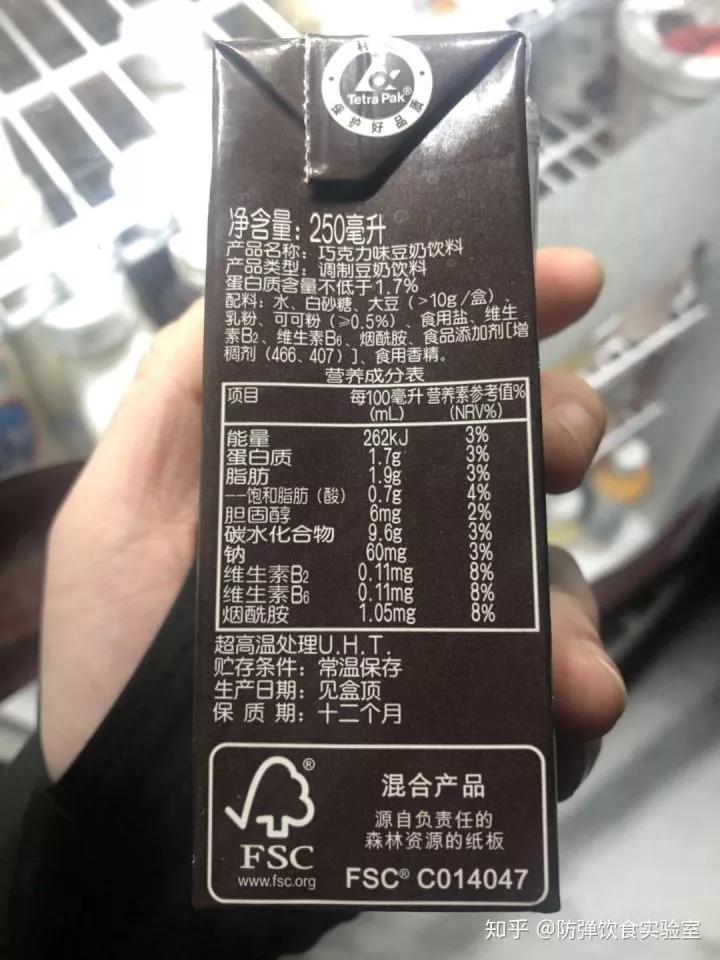 Tetra Pak®
保护好品质
净含量：250毫升
产品名称：巧克力味豆奶饮料
产品类型：调制豆奶饮料
蛋白质含量不低于1.7%
配料：水、白砂糖、大豆（>10g/盒）、
乳粉、可可粉（≥0.5%）、食用盐、维生
素B₂、维生素B₆、烟酰胺、食品添加剂[增
稠剂（466、407）]、食用香精。
营养成分表
项目 每100毫升(mL) 营养素参考值%(NRV%)
能量 262kJ 3%
蛋白质 1.7g 3%
脂肪 1.9g 3%
--饱和脂肪（酸） 0.7g 4%
胆固醇 6mg 2%
碳水化合物 9.6g 3%
钠 60mg 3%
维生素B₂ 0.11mg 8%
维生素B₆ 0.11mg 8%
烟酰胺 1.05mg 8%
超高温处理U.H.T.
贮存条件：常温保存
生产日期：见盒顶
保质期：十二个月
®
FSC
www.fsc.org
混合产品
源自负责任的
森林资源的纸板
FSC® C014047
知乎 @防弹饮食实验室